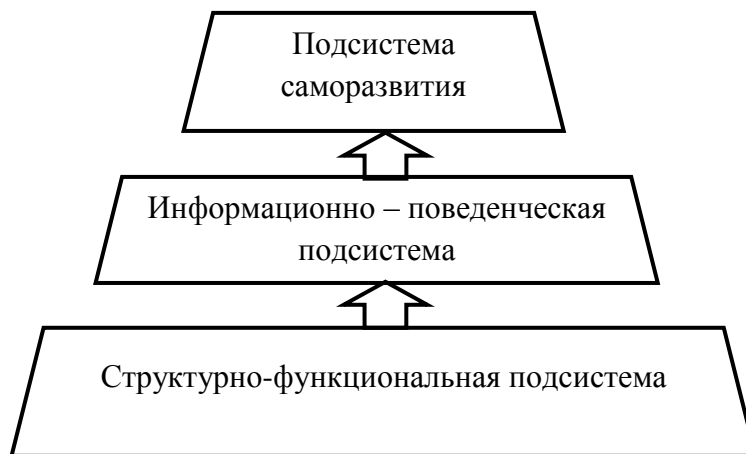 Подсистема
саморазвития
Информационно – поведенческая
подсистема
Структурно-функциональная подсистема